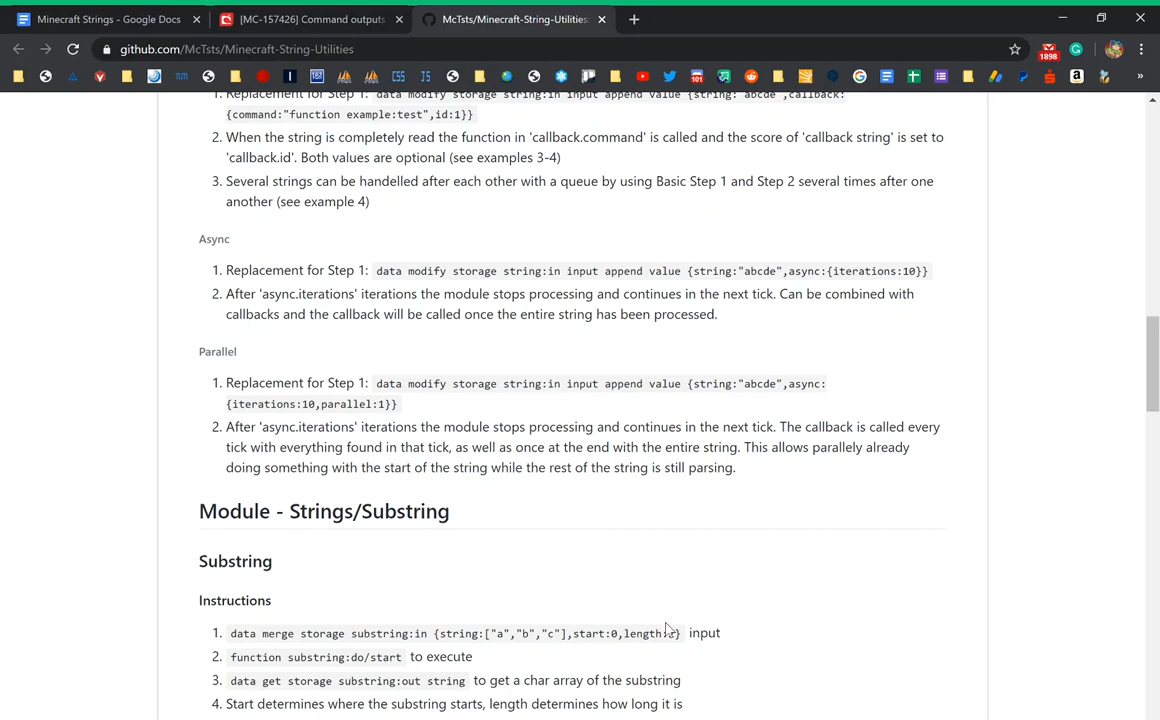 Minecraft Strings - Google Docs
[MC-157426] Command outputs
McTsts/Minecraft-String-Utilities:
github.com/McTsts/Minecraft-String-Utilities
1898
1. Replacement for Step 1: data modify storage string:in input append value {string:"abcde",callback:
{command:"function example:test",id:1}}
2. When the string is completely read the function in 'callback.command' is called and the score of 'callback string' is set to
'callback.id'. Both values are optional (see examples 3-4)
3. Several strings can be handelled after each other with a queue by using Basic Step 1 and Step 2 several times after one
another (see example 4)
Async
1. Replacement for Step 1: data modify storage string:in input append value {string:"abcde",async:{iterations:10}}
2. After 'async.iterations' iterations the module stops processing and continues in the next tick. Can be combined with
callbacks and the callback will be called once the entire string has been processed.
Parallel
1. Replacement for Step 1: data modify storage string:in input append value {string:"abcde",async:
{iterations:10,parallel:1}}
2. After 'async.iterations' iterations the module stops processing and continues in the next tick. The callback is called every
tick with everything found in that tick, as well as once at the end with the entire string. This allows parallely already
doing something with the start of the string while the rest of the string is still parsing.
Module - Strings/Substring
Substring
Instructions
1. data merge storage substring:in {string:["a","b","c"],start:0,length: input
2. function substring:do/start to execute
3. data get storage substring:out string to get a char array of the substring
4. Start determines where the substring starts, length determines how long it is